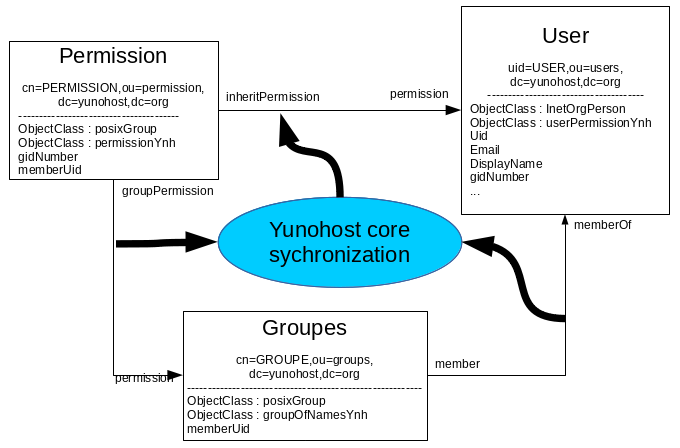 Permission
cn=PERMISSION,ou=permission,
dc=yunohost,dc=org
ObjectClass : posixGroup
ObjectClass : permissionYnh
gidNumber
memberUid
inheritPermission
permission
User
uid=USER,ou=users,
dc=yunohost,dc=org
ObjectClass : InetOrgPerson
ObjectClass : userPermissionYnh
Uid
Email
DisplayName
gidNumber
...
groupPermission
memberOf
Yunohost core
sychronization
Groupes
cn=GROUPE,ou=groups,
dc=yunohost,dc=org
ObjectClass : posixGroup
ObjectClass : groupOfNamesYnh
memberUid
permission
member